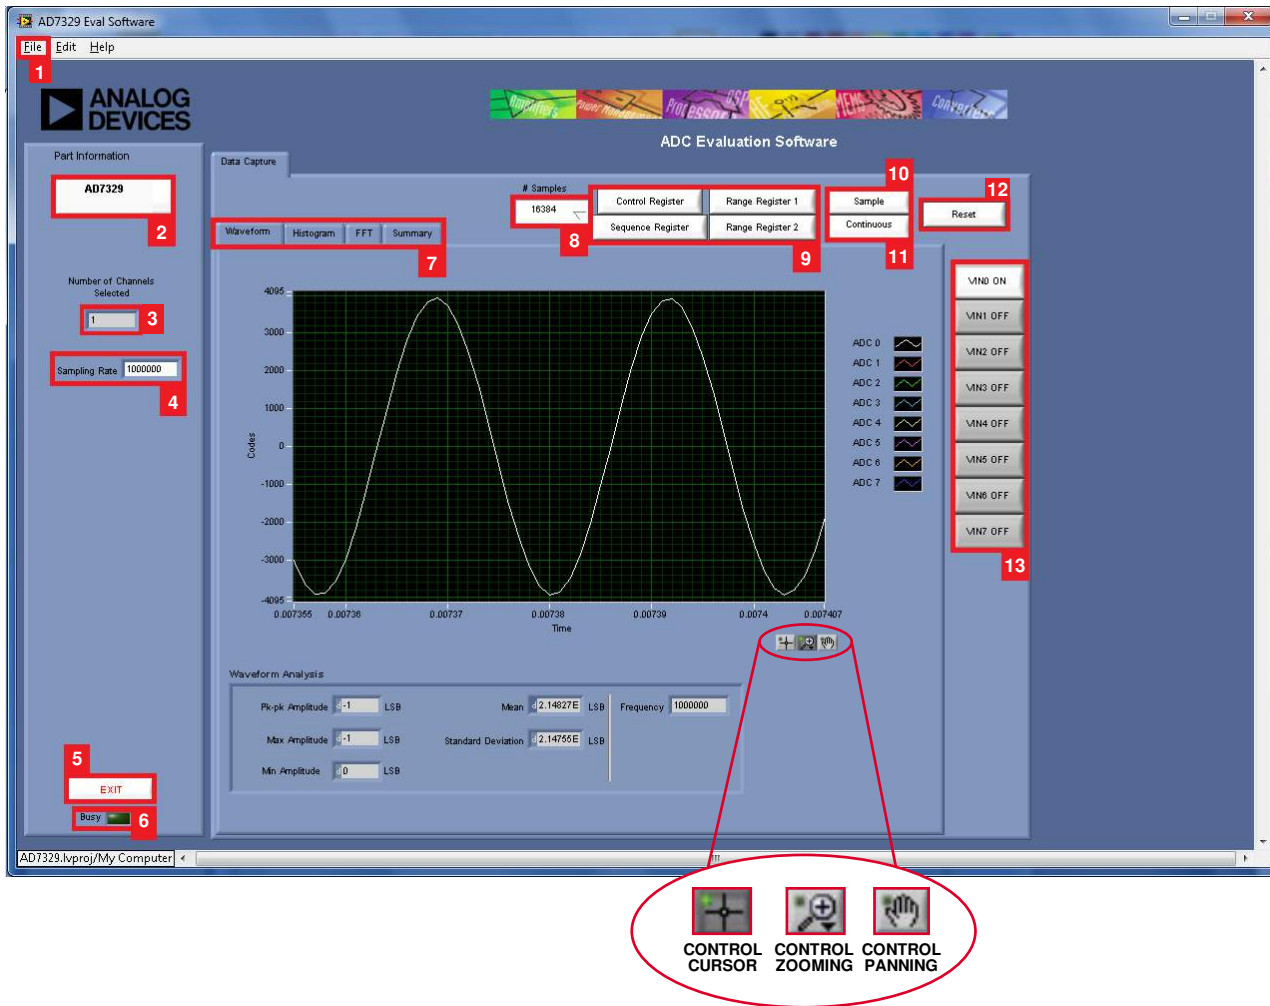 AD7329 Eval Software
File Edit Help
1
ANALOG
DEVICES
Amplifiers Power Management Processors DSP MEMS Converters
ADC Evaluation Software
Part Information
AD7329
2
Number of Channels
Selected
1
3
Sampling Rate 1000000
4
5
EXIT
Busy
6
Data Capture
# Samples
16384
8
Control Register Range Register 1
Sequence Register Range Register 2
9
10
Sample
Continuous
11
12
Reset
Waveform Histogram FFT Summary
7
4095
3000
2000
1000
0
-1000
-2000
-3000
-4095
Codes
0.007355 0.00736 0.00737 0.00738 0.00739 0.0074 0.007407
Time
ADC 0
ADC 1
ADC 2
ADC 3
ADC 4
ADC 5
ADC 6
ADC 7
VIN0 ON
VIN1 OFF
VIN2 OFF
VIN3 OFF
VIN4 OFF
VIN5 OFF
VIN6 OFF
VIN7 OFF
13
Waveform Analysis
Pk-pk Amplitude d -1 LSB Mean d 2.14827E LSB Frequency 1000000
Max Amplitude d -1 LSB Standard Deviation d 2.14755E LSB
Min Amplitude d 0 LSB
AD7329.lvproj/My Computer
CONTROL
CURSOR
CONTROL
ZOOMING
CONTROL
PANNING